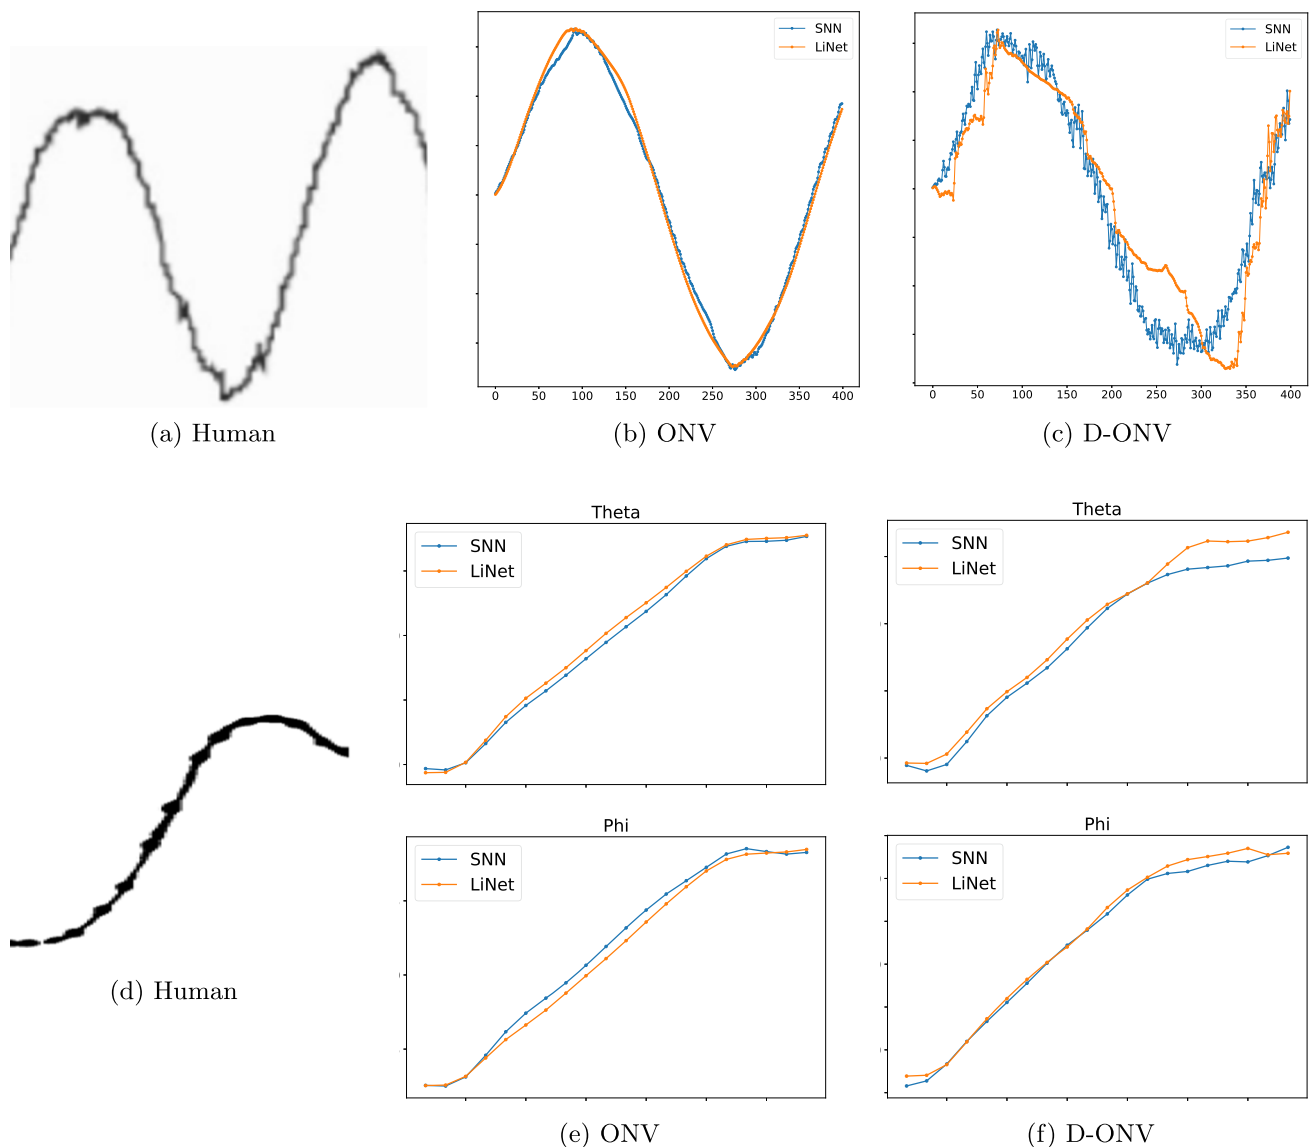 SNN
LiNet
0 50 100 150 200 250 300 350 400
SNN
LiNet
0 50 100 150 200 250 300 350 400
(a) Human
(b) ONV
(c) D-ONV
Theta
SNN
LiNet
Theta
SNN
LiNet
Phi
SNN
LiNet
Phi
SNN
LiNet
(d) Human
(e) ONV
(f) D-ONV